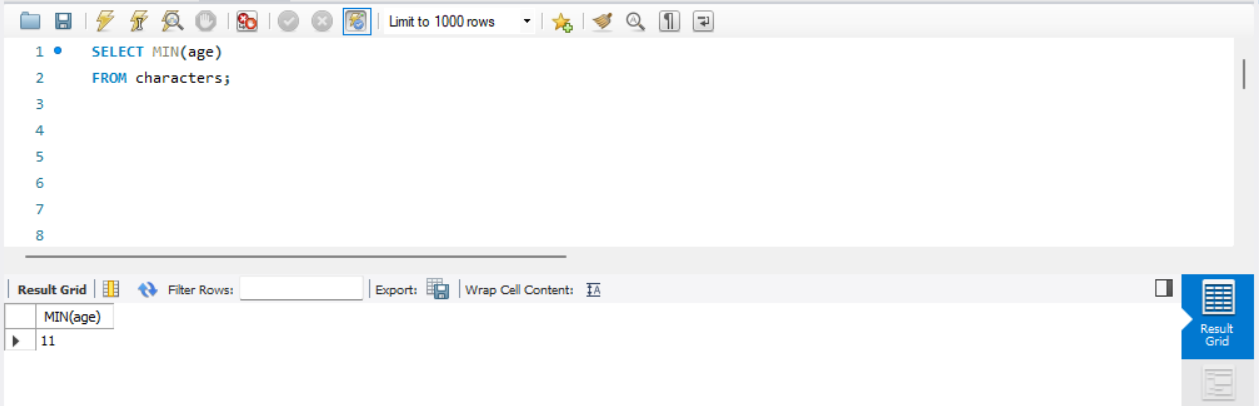 Limit to 1000 rows
1 SELECT MIN(age)
2 FROM characters;
3
4
5
6
7
8
Result Grid Filter Rows: Export: Wrap Cell Content: IA
MIN(age)
11
Result
Grid